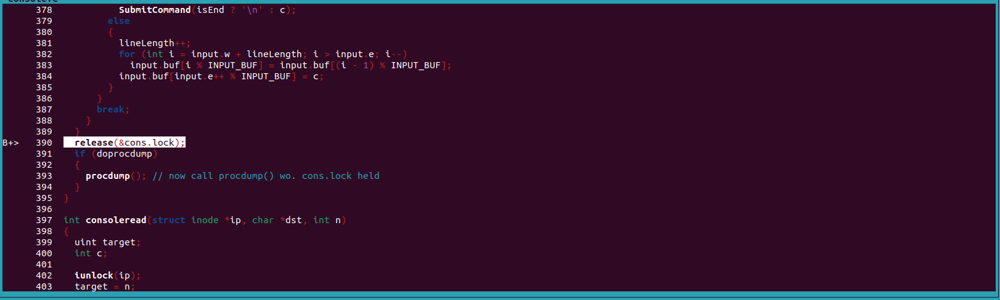 console.c
378 SubmitCommand(isEnd ? '\n' : c);
379 else
380 {
381 lineLength++;
382 for (int i = input.w + lineLength; i > input.e; i--)
383 input.buf[i % INPUT_BUF] = input.buf[(i - 1) % INPUT_BUF];
384 input.buf[input.e++ % INPUT_BUF] = c;
385 }
386 }
387 break;
388 }
389 }
B+> 390 release(&cons.lock);
391 if (doprocdump)
392 {
393 procdump(); // now call procdump() wo. cons.lock held
394 }
395 }
396
397 int consoleread(struct inode *ip, char *dst, int n)
398 {
399 uint target;
400 int c;
401
402 iunlock(ip);
403 target = n;